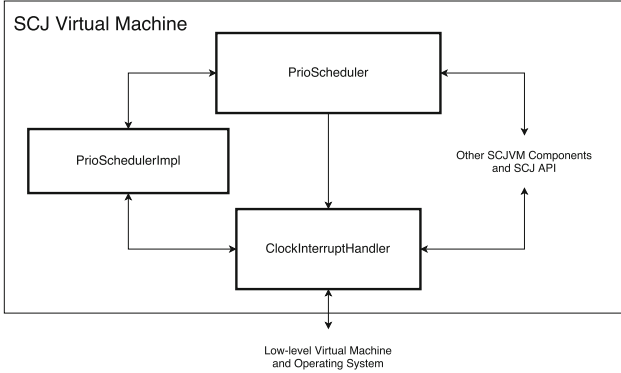 SCJ Virtual Machine
PrioScheduler
PrioSchedulerImpl
Other SCJVM Components
and SCJ API
ClockInterruptHandler
Low-level Virtual Machine
and Operating System